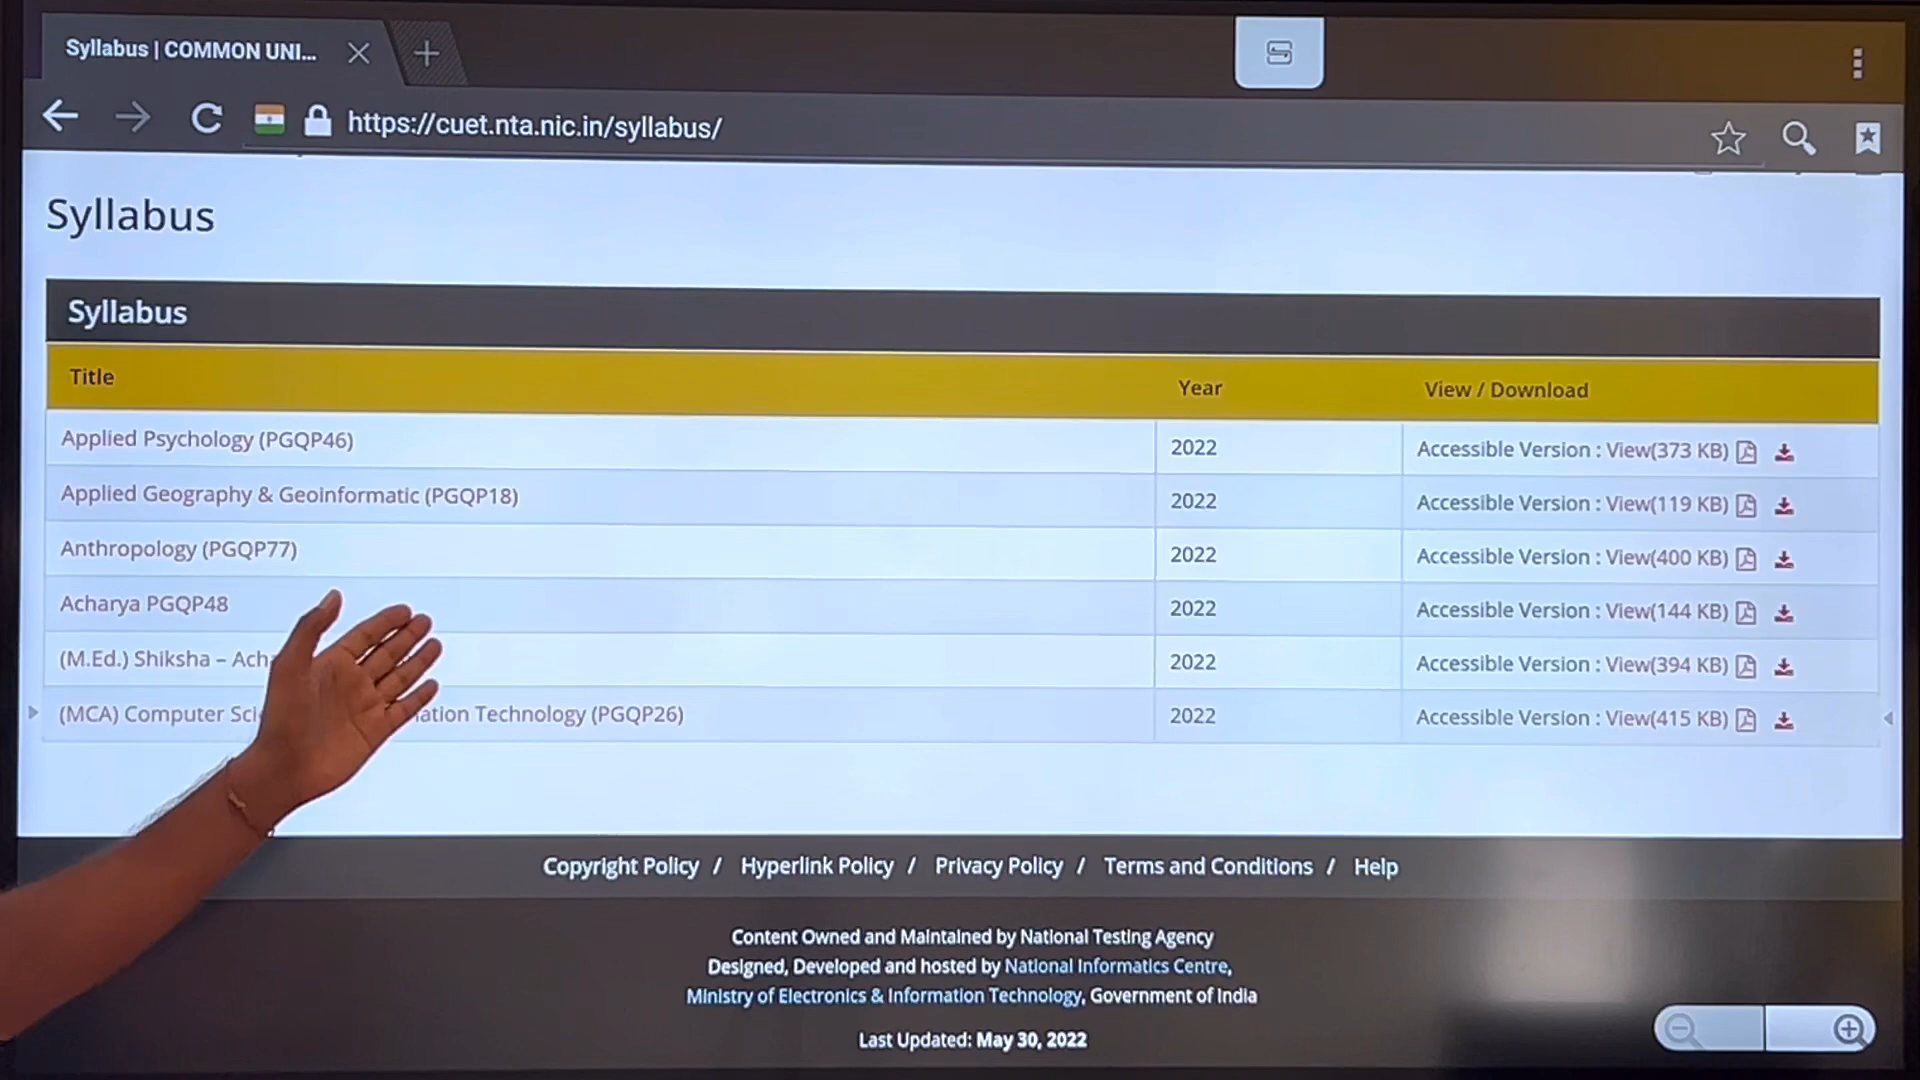 Syllabus | COMMON UNI...
https://cuet.nta.nic.in/syllabus/
Syllabus
Syllabus
Title Year View / Download
Applied Psychology (PGQP46) 2022 Accessible Version : View(373 KB)
Applied Geography & Geoinformatic (PGQP18) 2022 Accessible Version : View(119 KB)
Anthropology (PGQP77) 2022 Accessible Version : View(400 KB)
Acharya PGQP48 2022 Accessible Version : View(144 KB)
(M.Ed.) Shiksha – 2022 Accessible Version : View(394 KB)
(MCA) Computer Technology (PGQP26) 2022 Accessible Version : View(415 KB)
Copyright Policy / Hyperlink Policy / Privacy Policy / Terms and Conditions / Help
Content Owned and Maintained by National Testing Agency
Designed, Developed and hosted by National Informatics Centre,
Ministry of Electronics & Information Technology, Government of India
Last Updated: May 30, 2022